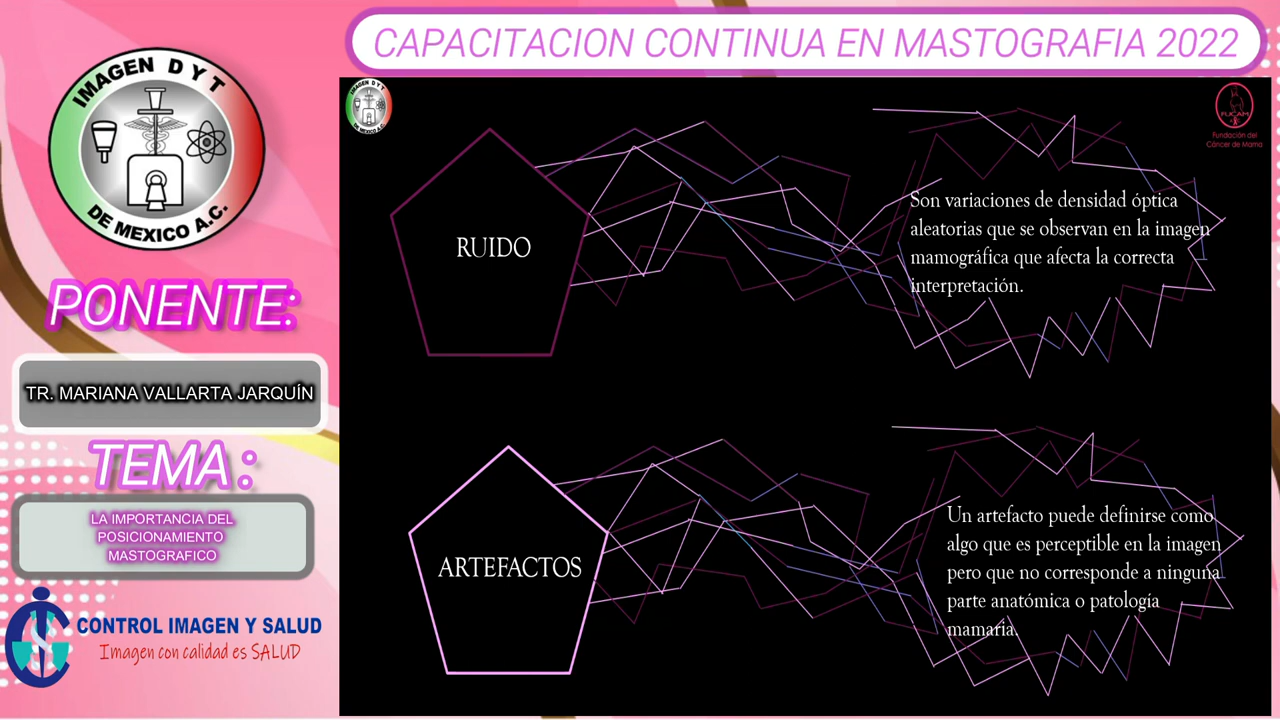 CAPACITACION CONTINUA EN MASTOGRAFIA 2022
IMAGEN D Y T
DE MEXICO A.C.
PONENTE:
TR. MARIANA VALLARTA JARQUÍN
TEMA:
LA IMPORTANCIA DEL
POSICIONAMIENTO
MASTOGRAFICO
CONTROL IMAGEN Y SALUD
Imagen con calidad es SALUD
IMAGEN D Y T
DE MEXICO A.C.
FUCAM
Fundación del
Cáncer de Mama
RUIDO
Son variaciones de densidad óptica
aleatorias que se observan en la imagen
mamográfica que afecta la correcta
interpretación.
ARTEFACTOS
Un artefacto puede definirse como
algo que es perceptible en la imagen
pero que no corresponde a ninguna
parte anatómica o patología
mamaria.